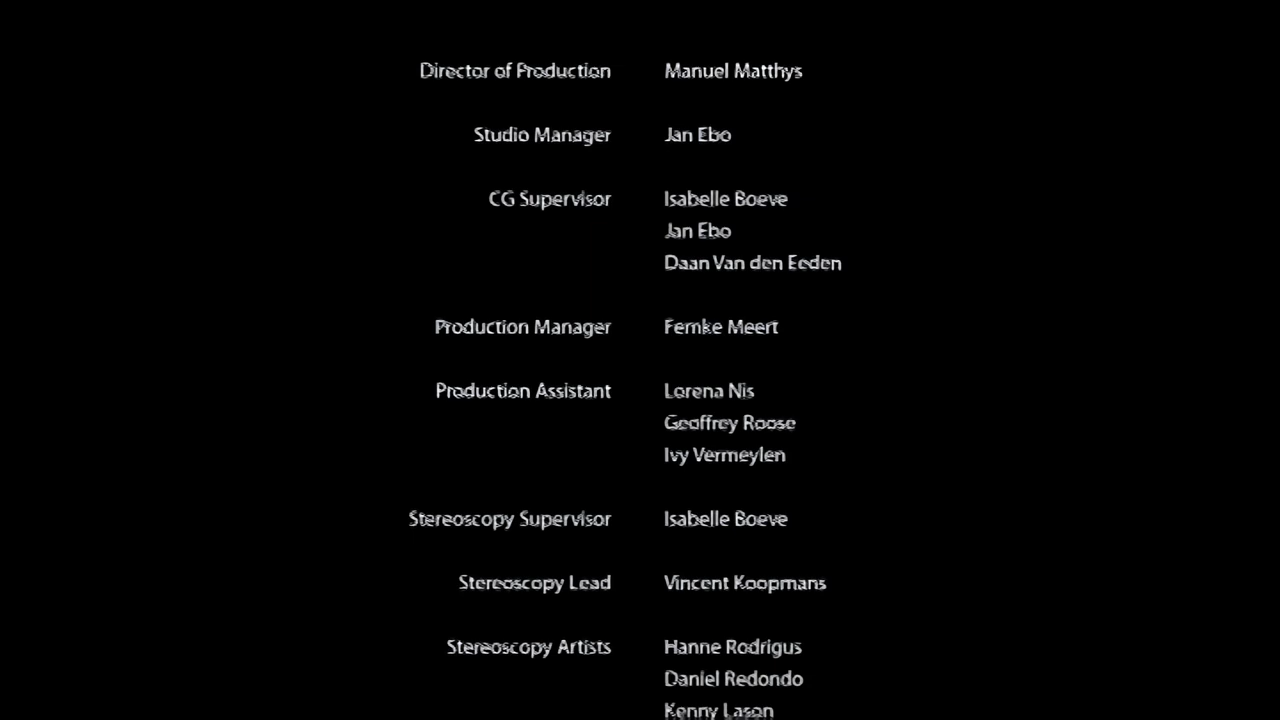 Director of Production Manuel Matthys
Studio Manager Jan Ebo
CG Supervisor Isabelle Boeve
Jan Ebo
Daan Van den Eeden
Production Manager Femke Meert
Production Assistant Lorena Nis
Geoffrey Roose
Ivy Vermeylen
Stereoscopy Supervisor Isabelle Boeve
Stereoscopy Lead Vincent Koopmans
Stereoscopy Artists Hanne Rodrigus
Daniel Redondo
Kenny Lason